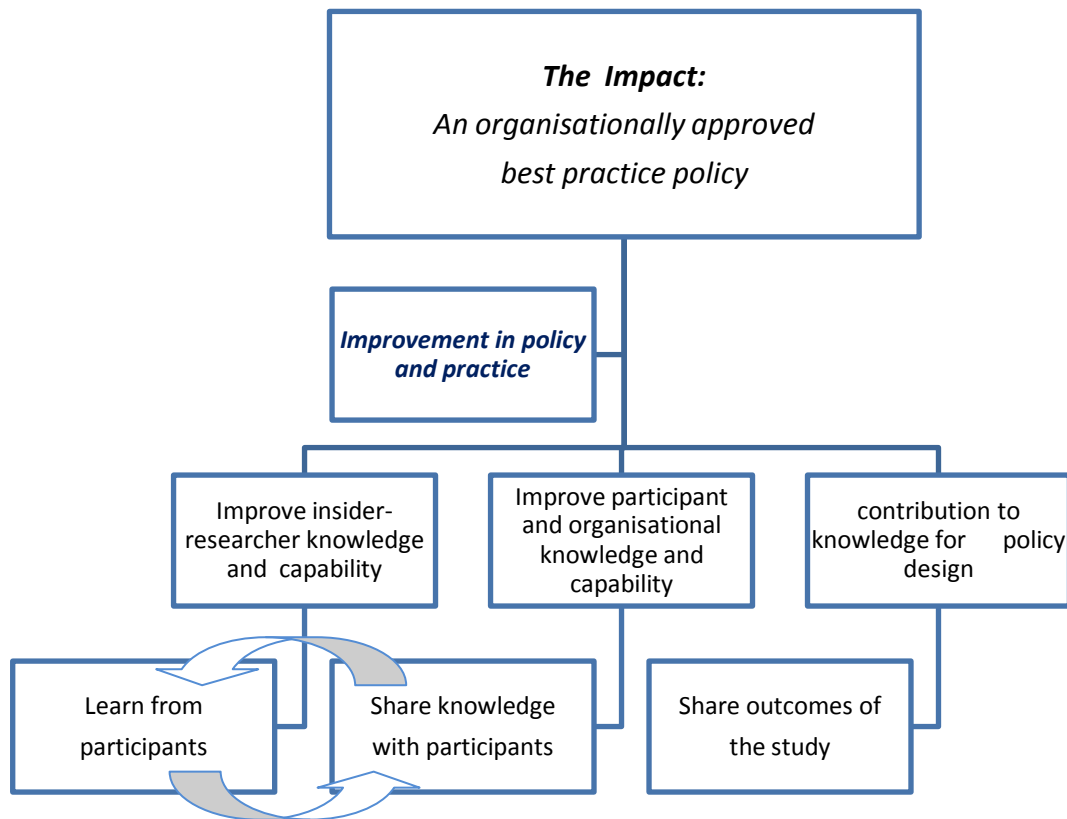 The Impact:
An organisationally approved
best practice policy
Improvement in policy
and practice
Improve insider-
researcher knowledge
and capability
Improve participant
and organisational
knowledge and
capability
contribution to
knowledge for policy
design
Learn from
participants
Share knowledge
with participants
Share outcomes of
the study